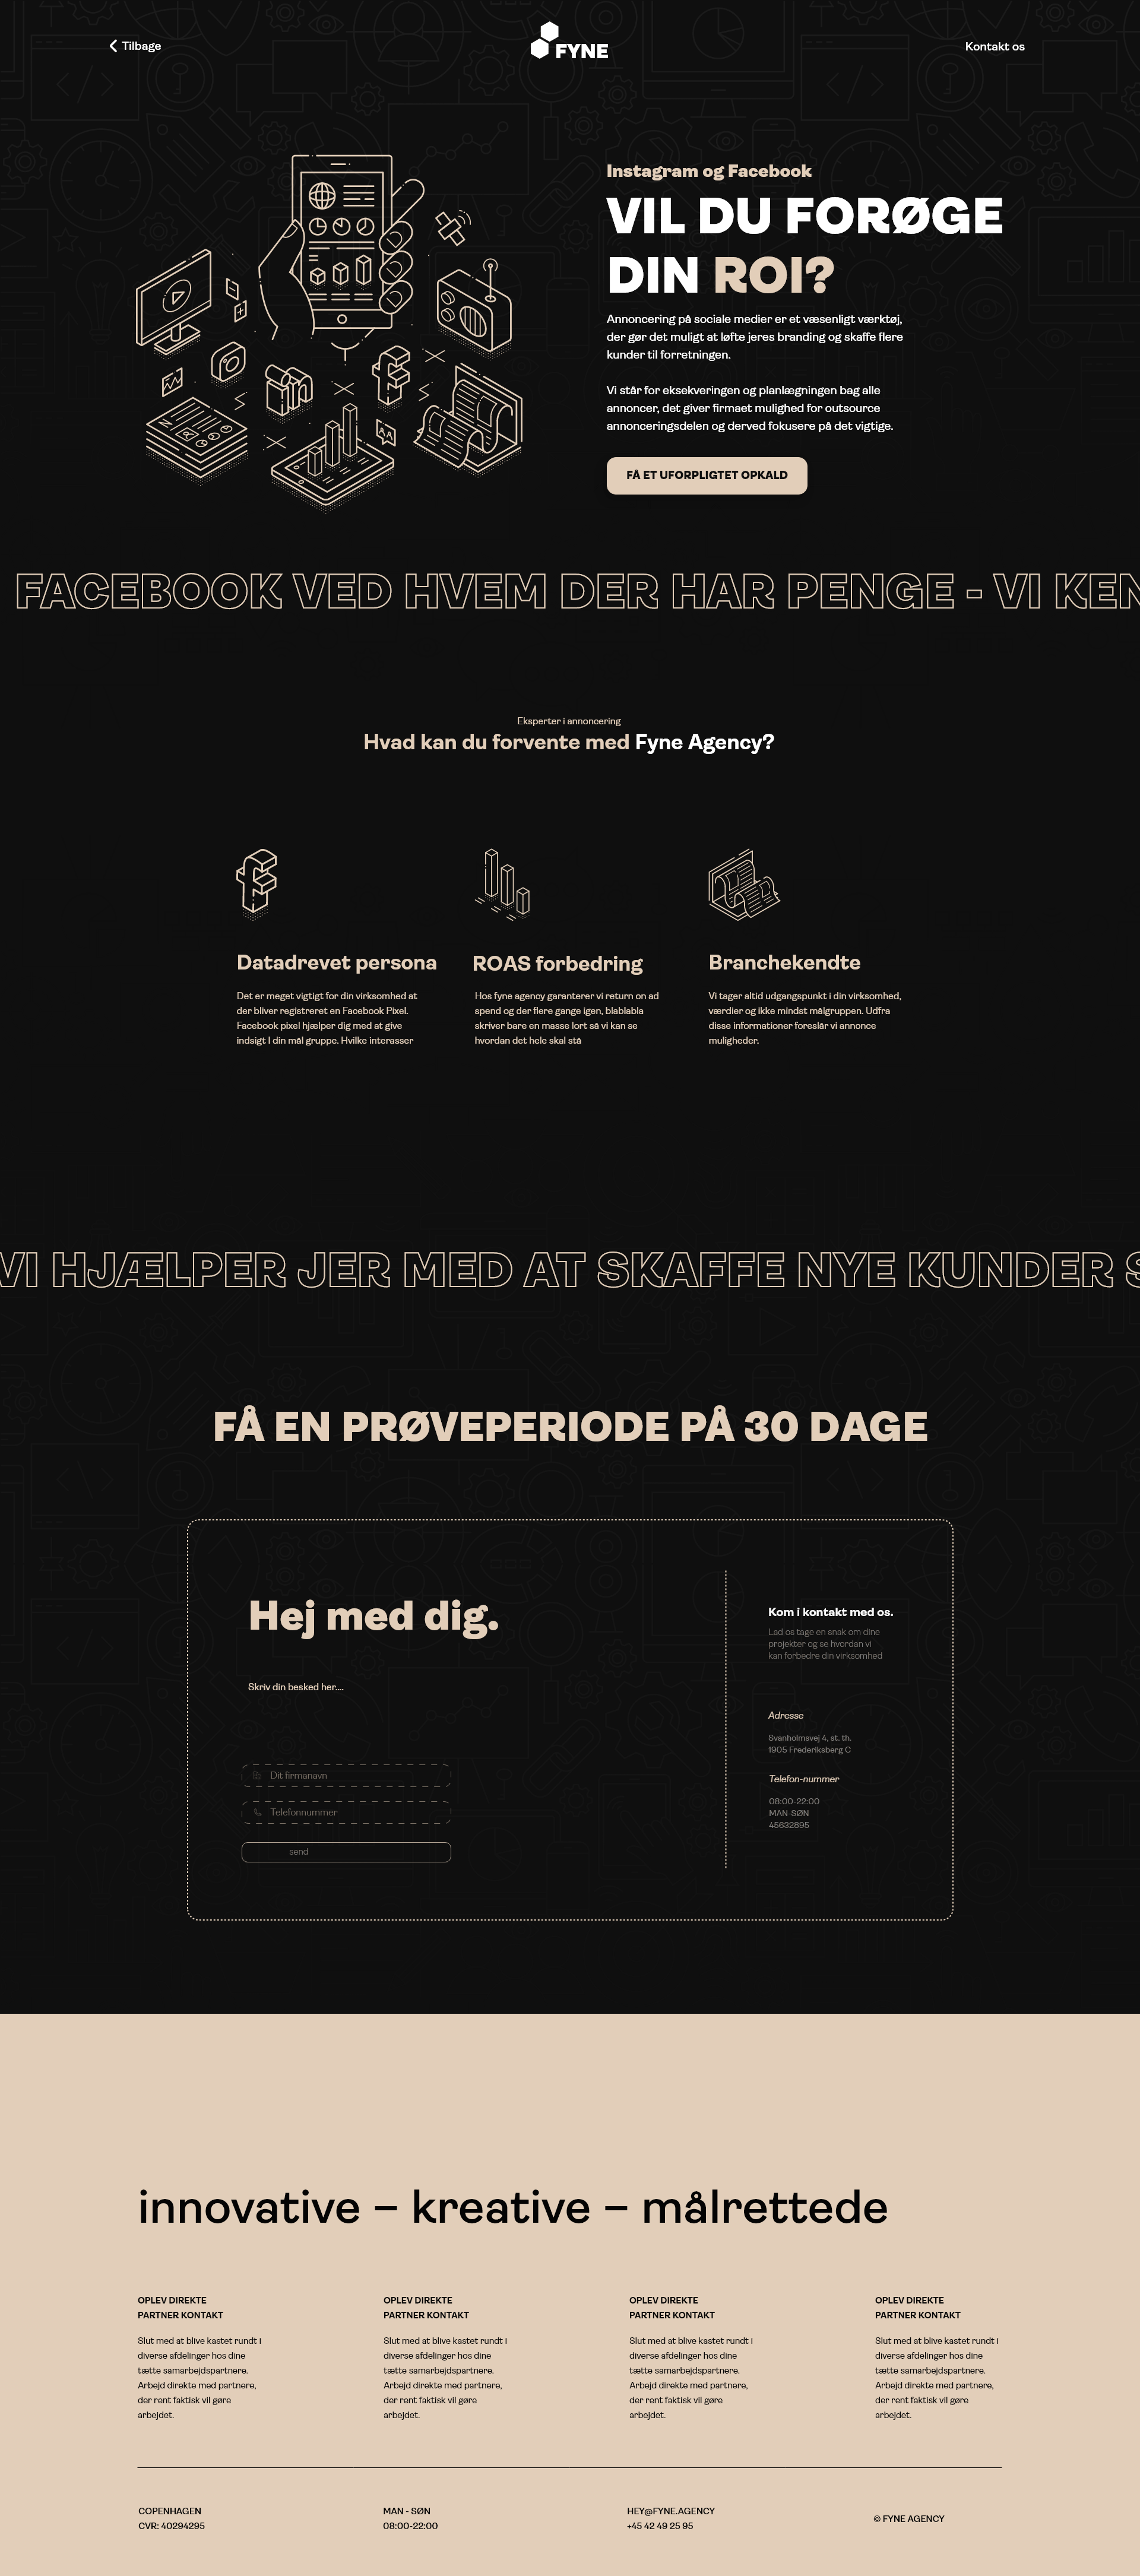 Tilbage
FYNE
Kontakt os
Instagram og Facebook
VIL DU FORØGE
DIN ROI?
Annoncering på sociale medier er et væsenligt værktøj,
der gør det muligt at løfte jeres branding og skaffe flere
kunder til forretningen.
Vi står for eksekveringen og planlægningen bag alle
annoncer, det giver firmaet mulighed for outsource
annonceringsdelen og derved fokusere på det vigtige.
FÅ ET UFORPLIGTET OPKALD
FACEBOOK VED HVEM DER HAR PENGE - VI KEN
Eksperter i annoncering
Hvad kan du forvente med Fyne Agency?
Datadrevet persona
Det er meget vigtigt for din virksomhed at
der bliver registreret en Facebook Pixel.
Facebook pixel hjælper dig med at give
indsigt I din mål gruppe. Hvilke interasser
ROAS forbedring
Hos fyne agency garanterer vi return on ad
spend og der flere gange igen, blablabla
skriver bare en masse lort så vi kan se
hvordan det hele skal stå
Branchekendte
Vi tager altid udgangspunkt i din virksomhed,
værdier og ikke mindst målgruppen. Udfra
disse informationer foreslår vi annonce
muligheder.
VI HJÆLPER JER MED AT SKAFFE NYE KUNDER S
FÅ EN PRØVEPERIODE PÅ 30 DAGE
Hej med dig.
Skriv din besked her....
Dit firmanavn
Telefonnummer
send
Kom i kontakt med os.
Lad os tage en snak om dine
projekter og se hvordan vi
kan forbedre din virksomhed
Adresse
Svanholmsvej 4, st. th.
1905 Frederiksberg C
Telefon-nummer
08:00-22:00
MAN-SØN
45632895
innovative – kreative – målrettede
OPLEV DIREKTE
PARTNER KONTAKT
Slut med at blive kastet rundt i
diverse afdelinger hos dine
tætte samarbejdspartnere.
Arbejd direkte med partnere,
der rent faktisk vil gøre
arbejdet.
OPLEV DIREKTE
PARTNER KONTAKT
Slut med at blive kastet rundt i
diverse afdelinger hos dine
tætte samarbejdspartnere.
Arbejd direkte med partnere,
der rent faktisk vil gøre
arbejdet.
OPLEV DIREKTE
PARTNER KONTAKT
Slut med at blive kastet rundt i
diverse afdelinger hos dine
tætte samarbejdspartnere.
Arbejd direkte med partnere,
der rent faktisk vil gøre
arbejdet.
OPLEV DIREKTE
PARTNER KONTAKT
Slut med at blive kastet rundt i
diverse afdelinger hos dine
tætte samarbejdspartnere.
Arbejd direkte med partnere,
der rent faktisk vil gøre
arbejdet.
COPENHAGEN
CVR: 40294295
MAN - SØN
08:00-22:00
HEY@FYNE.AGENCY
+45 42 49 25 95
© FYNE AGENCY